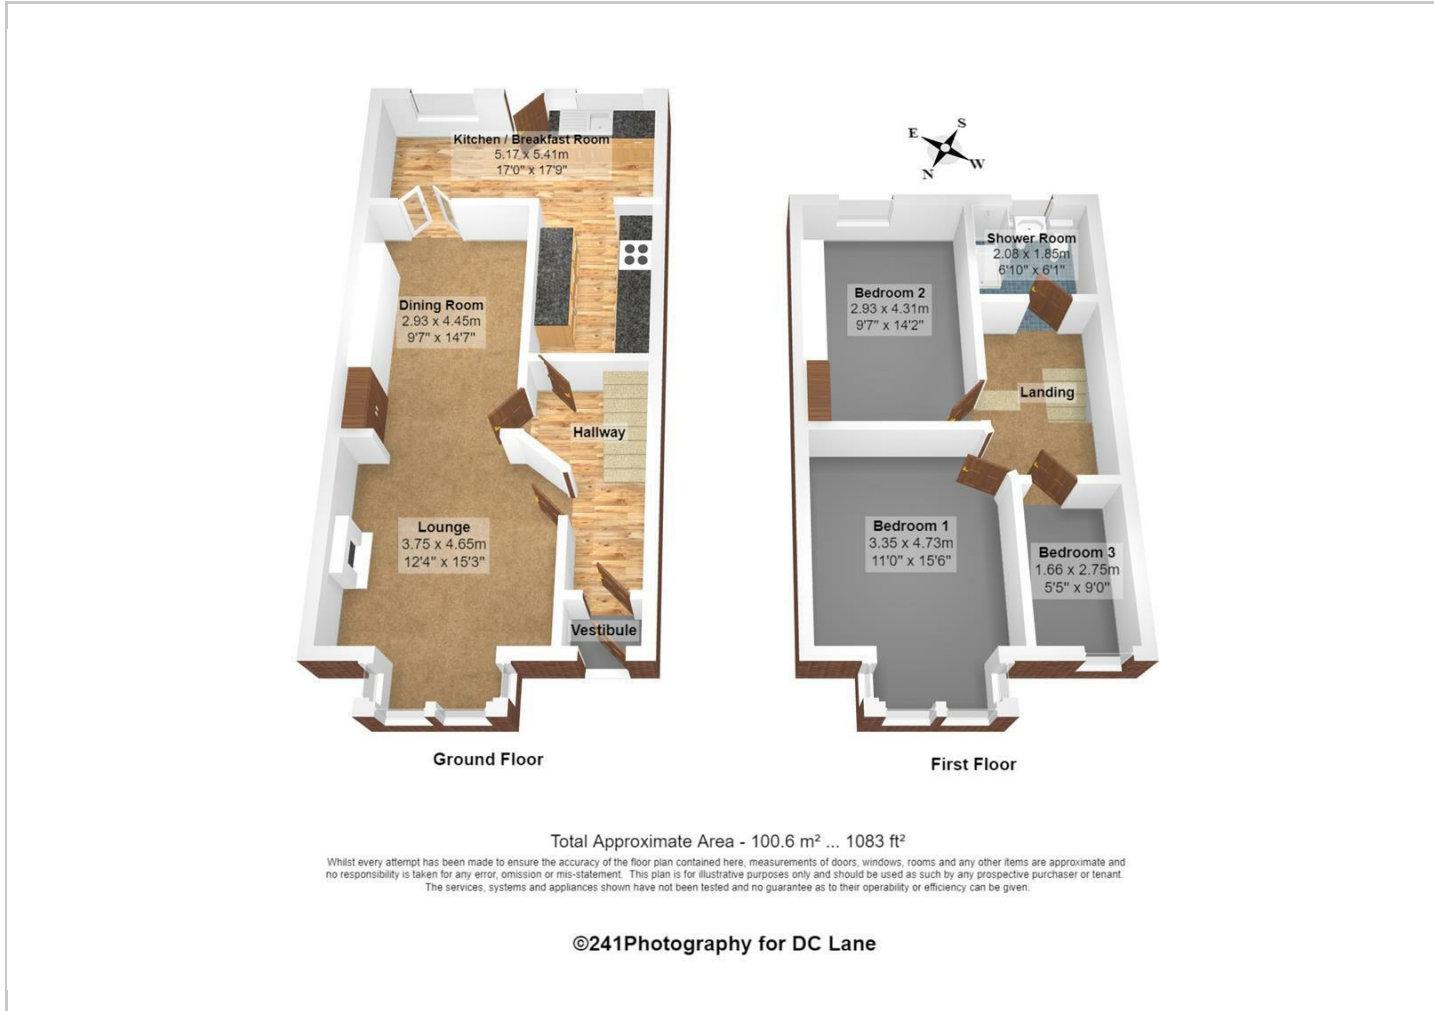 Kitchen / Breakfast Room
5.17 x 5.41m
17'0" x 17'9"
Dining Room
2.93 x 4.45m
9'7" x 14'7"
Hallway
Lounge
3.75 x 4.65m
12'4" x 15'3"
Vestibule
Ground Floor
S
E
W
N
Shower Room
2.08 x 1.85m
6'10" x 6'1"
Bedroom 2
2.93 x 4.31m
9'7" x 14'2"
Landing
Bedroom 1
3.35 x 4.73m
11'0" x 15'6"
Bedroom 3
1.66 x 2.75m
5'5" x 9'0"
First Floor
Total Approximate Area - 100.6 m² ... 1083 ft²
Whilst every attempt has been made to ensure the accuracy of the floor plan contained here, measurements of doors, windows, rooms and any other items are approximate and
no responsibility is taken for any error, omission or mis-statement. This plan is for illustrative purposes only and should be used as such by any prospective purchaser or tenant.
The services, systems and appliances shown have not been tested and no guarantee as to their operability or efficiency can be given.
©241Photography for DC Lane